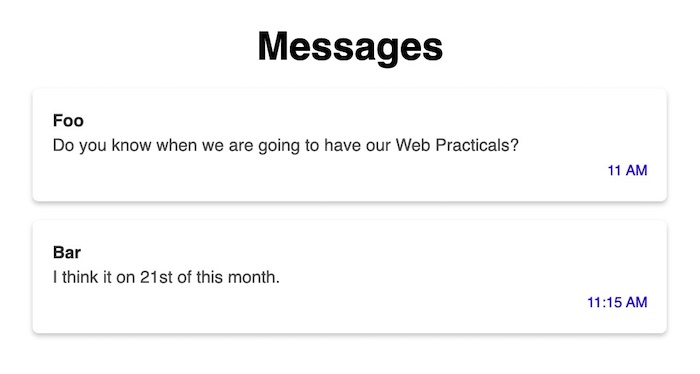 Messages
Foo
Do you know when we are going to have our Web Practicals?
11 AM
Bar
I think it on 21st of this month.
11:15 AM